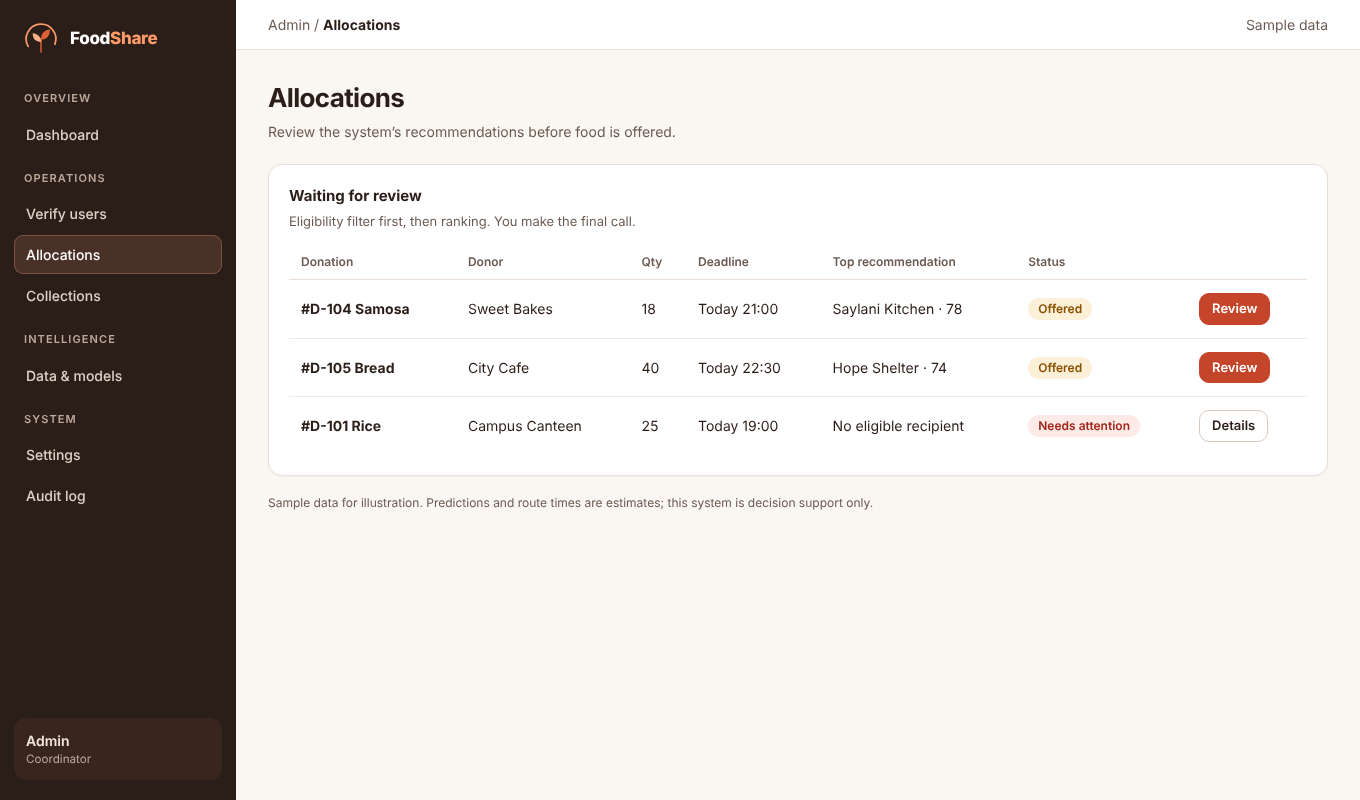 FoodShare
OVERVIEW
Dashboard
OPERATIONS
Verify users
Allocations
Collections
INTELLIGENCE
Data & models
SYSTEM
Settings
Audit log
Admin
Coordinator
Admin / Allocations
Sample data
Allocations
Review the system’s recommendations before food is offered.
Waiting for review
Eligibility filter first, then ranking. You make the final call.
Donation Donor Qty Deadline Top recommendation Status
#D-104 Samosa Sweet Bakes 18 Today 21:00 Saylani Kitchen · 78 Offered Review
#D-105 Bread City Cafe 40 Today 22:30 Hope Shelter · 74 Offered Review
#D-101 Rice Campus Canteen 25 Today 19:00 No eligible recipient Needs attention Details
Sample data for illustration. Predictions and route times are estimates; this system is decision support only.